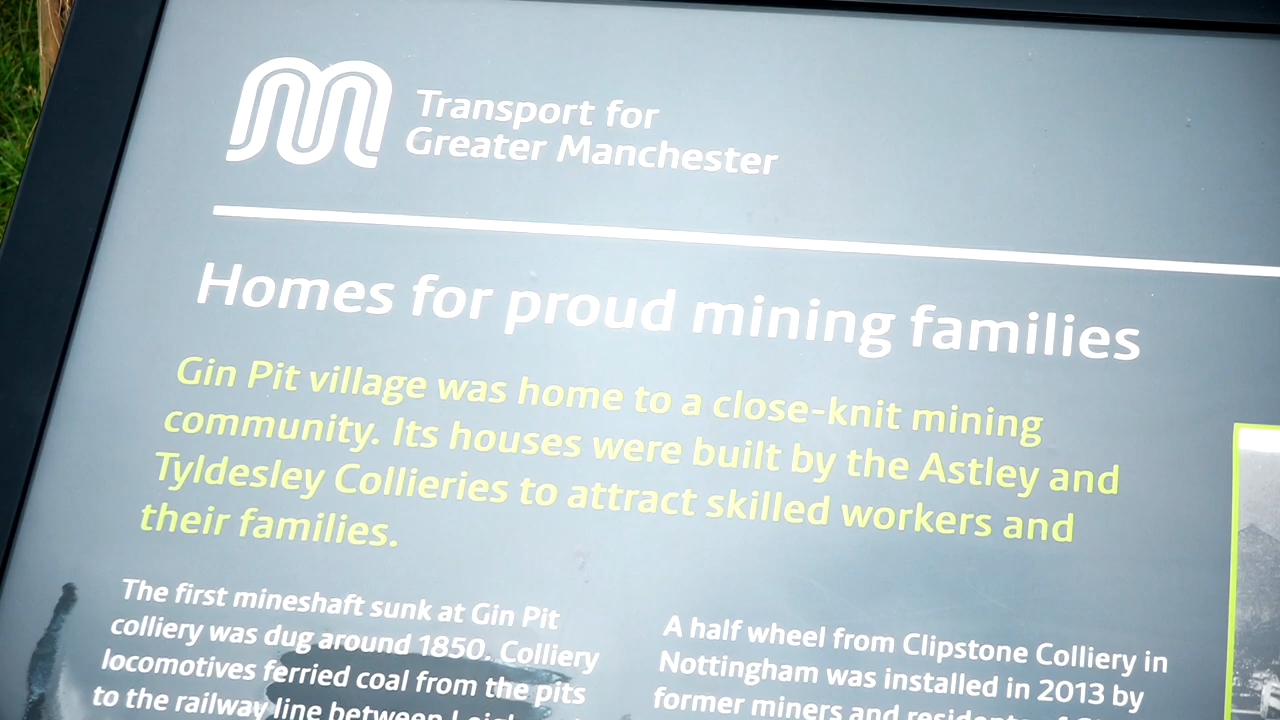 Transport for
Greater Manchester
Homes for proud mining families
Gin Pit village was home to a close-knit mining
community. Its houses were built by the Astley and
Tyldesley Collieries to attract skilled workers and
their families.
The first mineshaft sunk at Gin Pit
colliery was dug around 1850. Colliery
locomotives ferried coal from the pits
to the railway line between
A half wheel from Clipstone Colliery in
Nottingham was installed in 2013 by
former miners and residents of